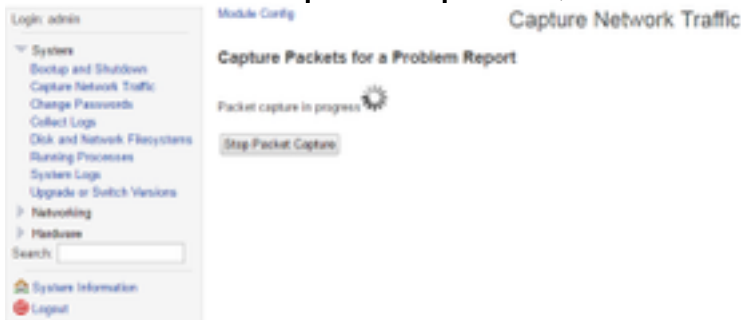 Login: admin
System
Bootup and Shutdown
Capture Network Traffic
Change Passwords
Collect Logs
Disk and Network Filesystems
Running Processes
System Logs
Upgrade or Switch Versions
Networking
Hardware
Search:
System Information
Logout
Module Config
Capture Network Traffic
Capture Packets for a Problem Report
Packet capture in progress
Stop Packet Capture